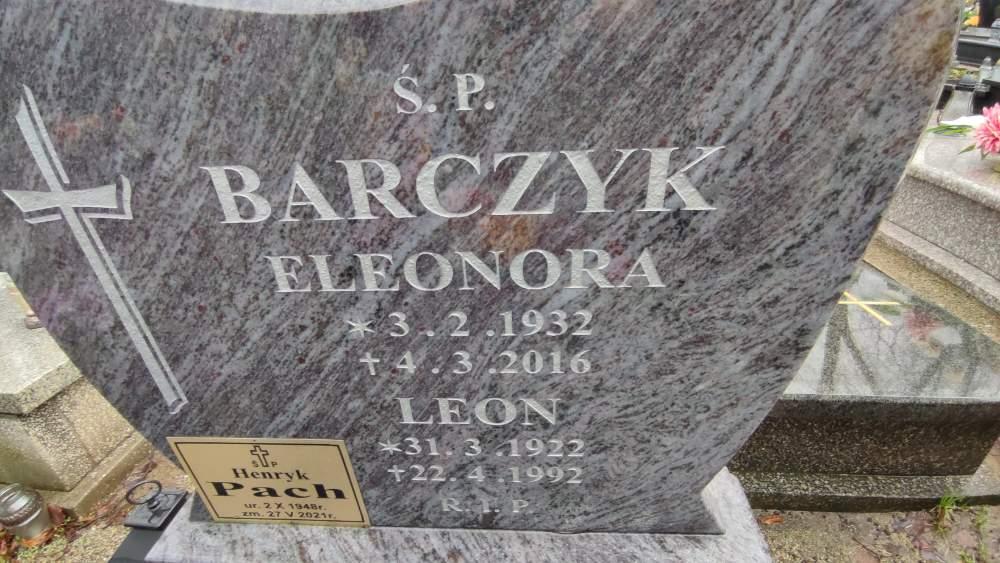 Ś. P.
BARCZYK
ELEONORA
* 3 . 2 . 1932
† 4 . 3 . 2016
LEON
* 31 . 3 . 1922
† 22 . 4 . 1992
R. I. P.
Ś P
Henryk
Pach
ur. 2 X 1948r.
zm. 27 V 2021r.